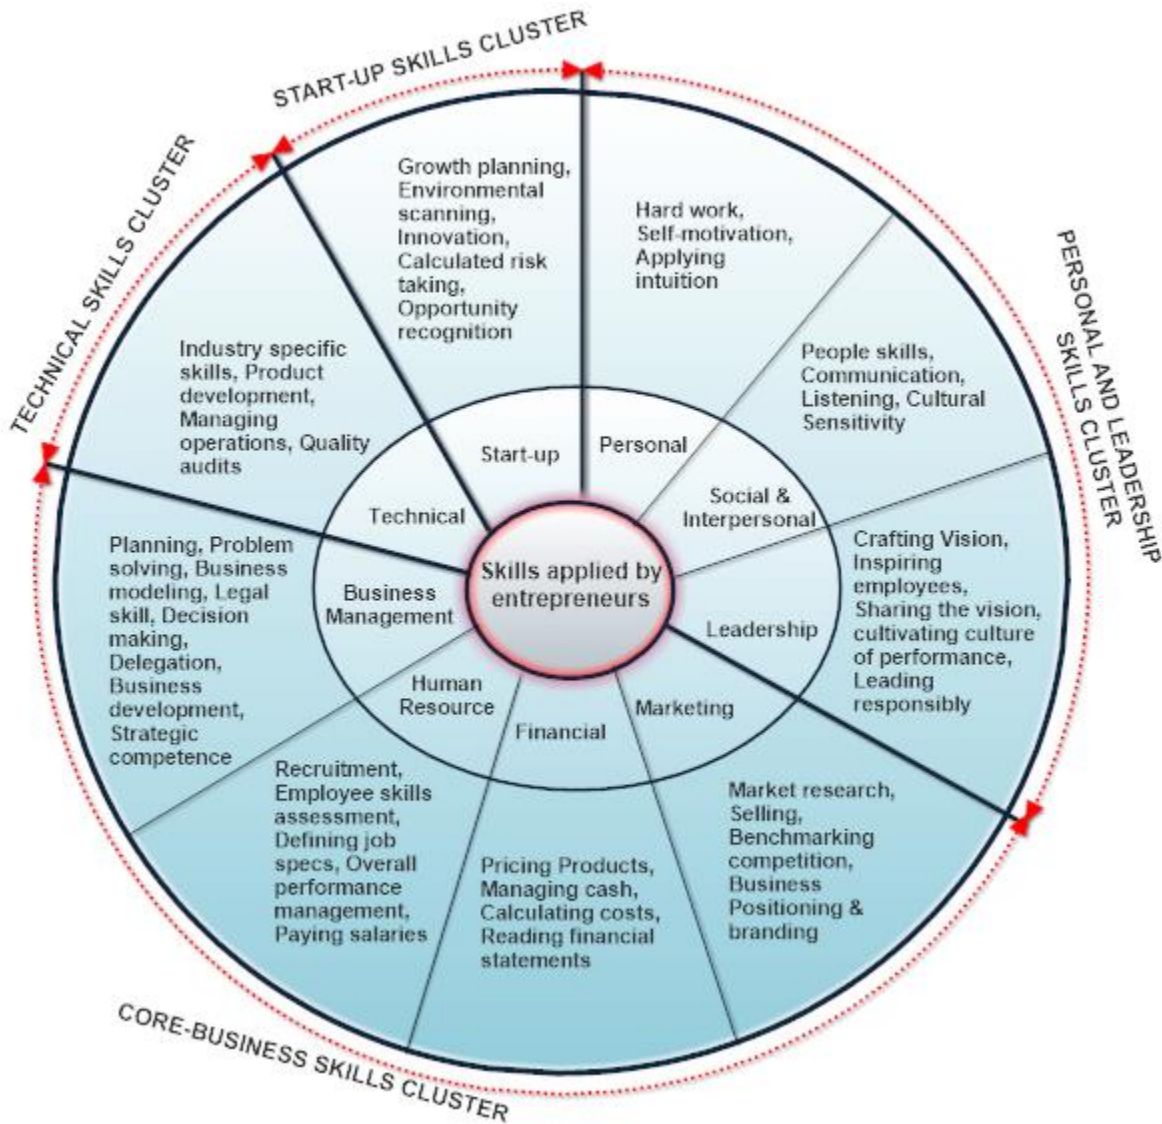 START-UP SKILLS CLUSTER
TECHNICAL SKILLS CLUSTER
PERSONAL AND LEADERSHIP
SKILLS CLUSTER
CORE-BUSINESS SKILLS CLUSTER
Growth planning,
Environmental
scanning,
Innovation,
Calculated risk
taking,
Opportunity
recognition
Hard work,
Self-motivation,
Applying
intuition
People skills,
Communication,
Listening, Cultural
Sensitivity
Crafting Vision,
Inspiring
employees,
Sharing the vision,
cultivating culture
of performance,
Leading
responsibly
Market research,
Selling,
Benchmarking
competition,
Business
Positioning &
branding
Pricing Products,
Managing cash,
Calculating costs,
Reading financial
statements
Recruitment,
Employee skills
assessment,
Defining job
specs, Overall
performance
management,
Paying salaries
Planning, Problem
solving, Business
modeling, Legal
skill, Decision
making,
Delegation,
Business
development,
Strategic
competence
Industry specific
skills, Product
development,
Managing
operations, Quality
audits
Start-up
Personal
Social &
Interpersonal
Leadership
Marketing
Financial
Human
Resource
Business
Management
Technical
Skills applied by
entrepreneurs